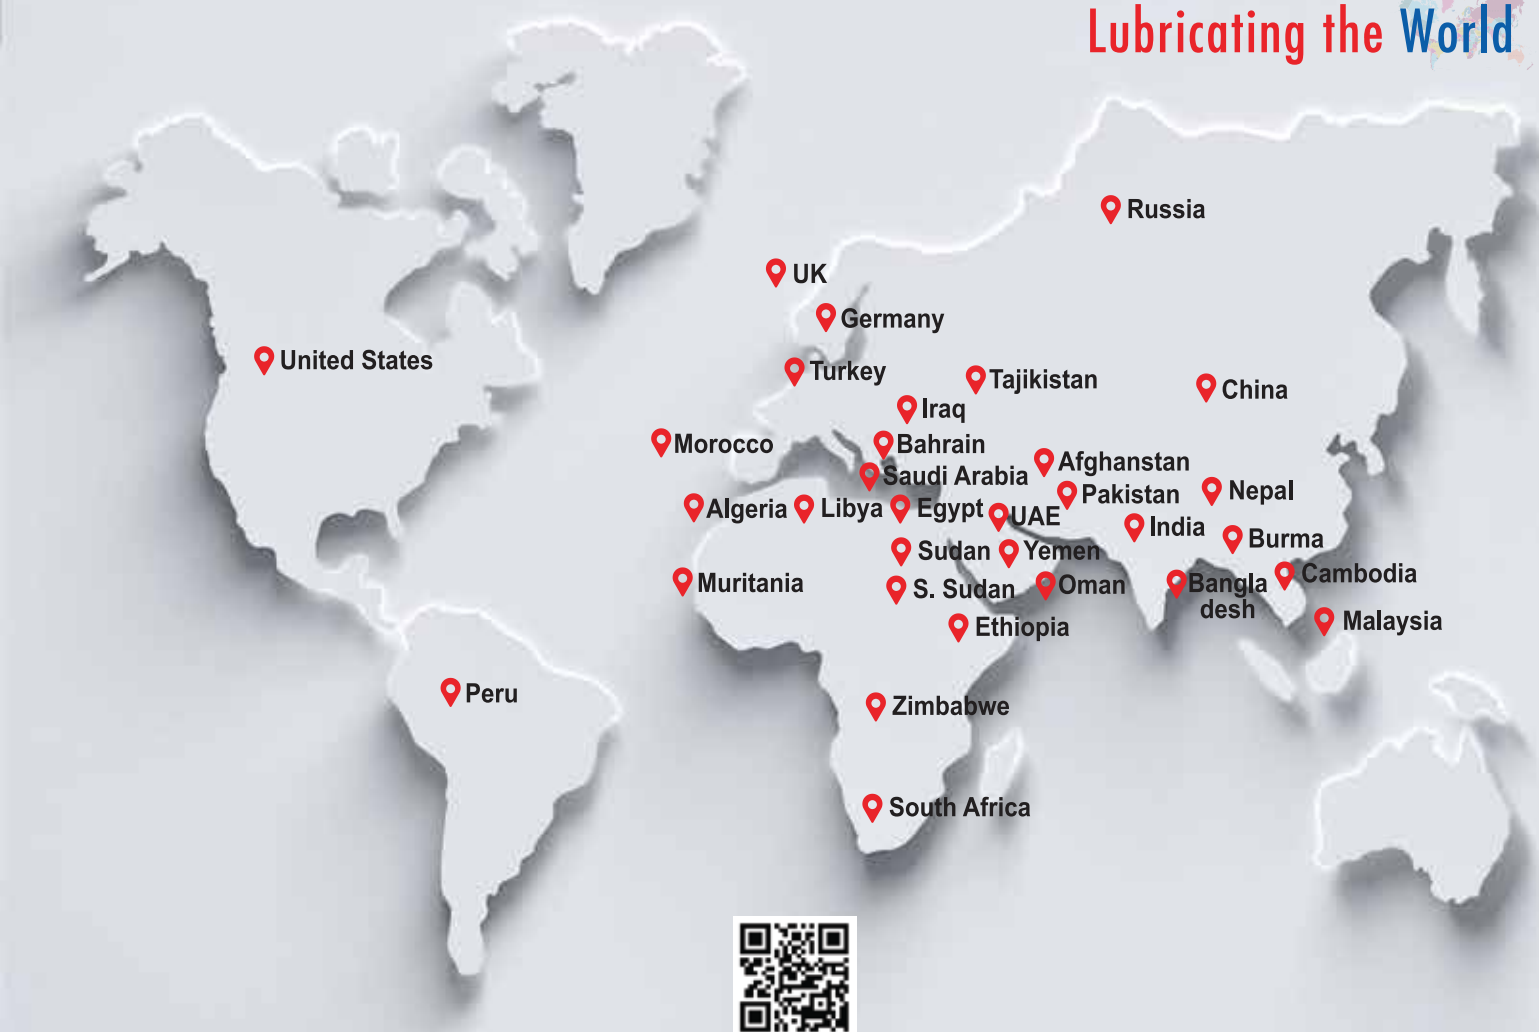 Lubricating the World
Russia
UK
Germany
United States
Turkey
Tajikistan
China
Iraq
Morocco
Bahrain
Afghanstan
Saudi Arabia
Pakistan
Nepal
Algeria
Libya
Egypt
UAE
India
Burma
Sudan
Yemen
Cambodia
Muritania
S. Sudan
Oman
Bangla
desh
Malaysia
Ethiopia
Peru
Zimbabwe
South Africa